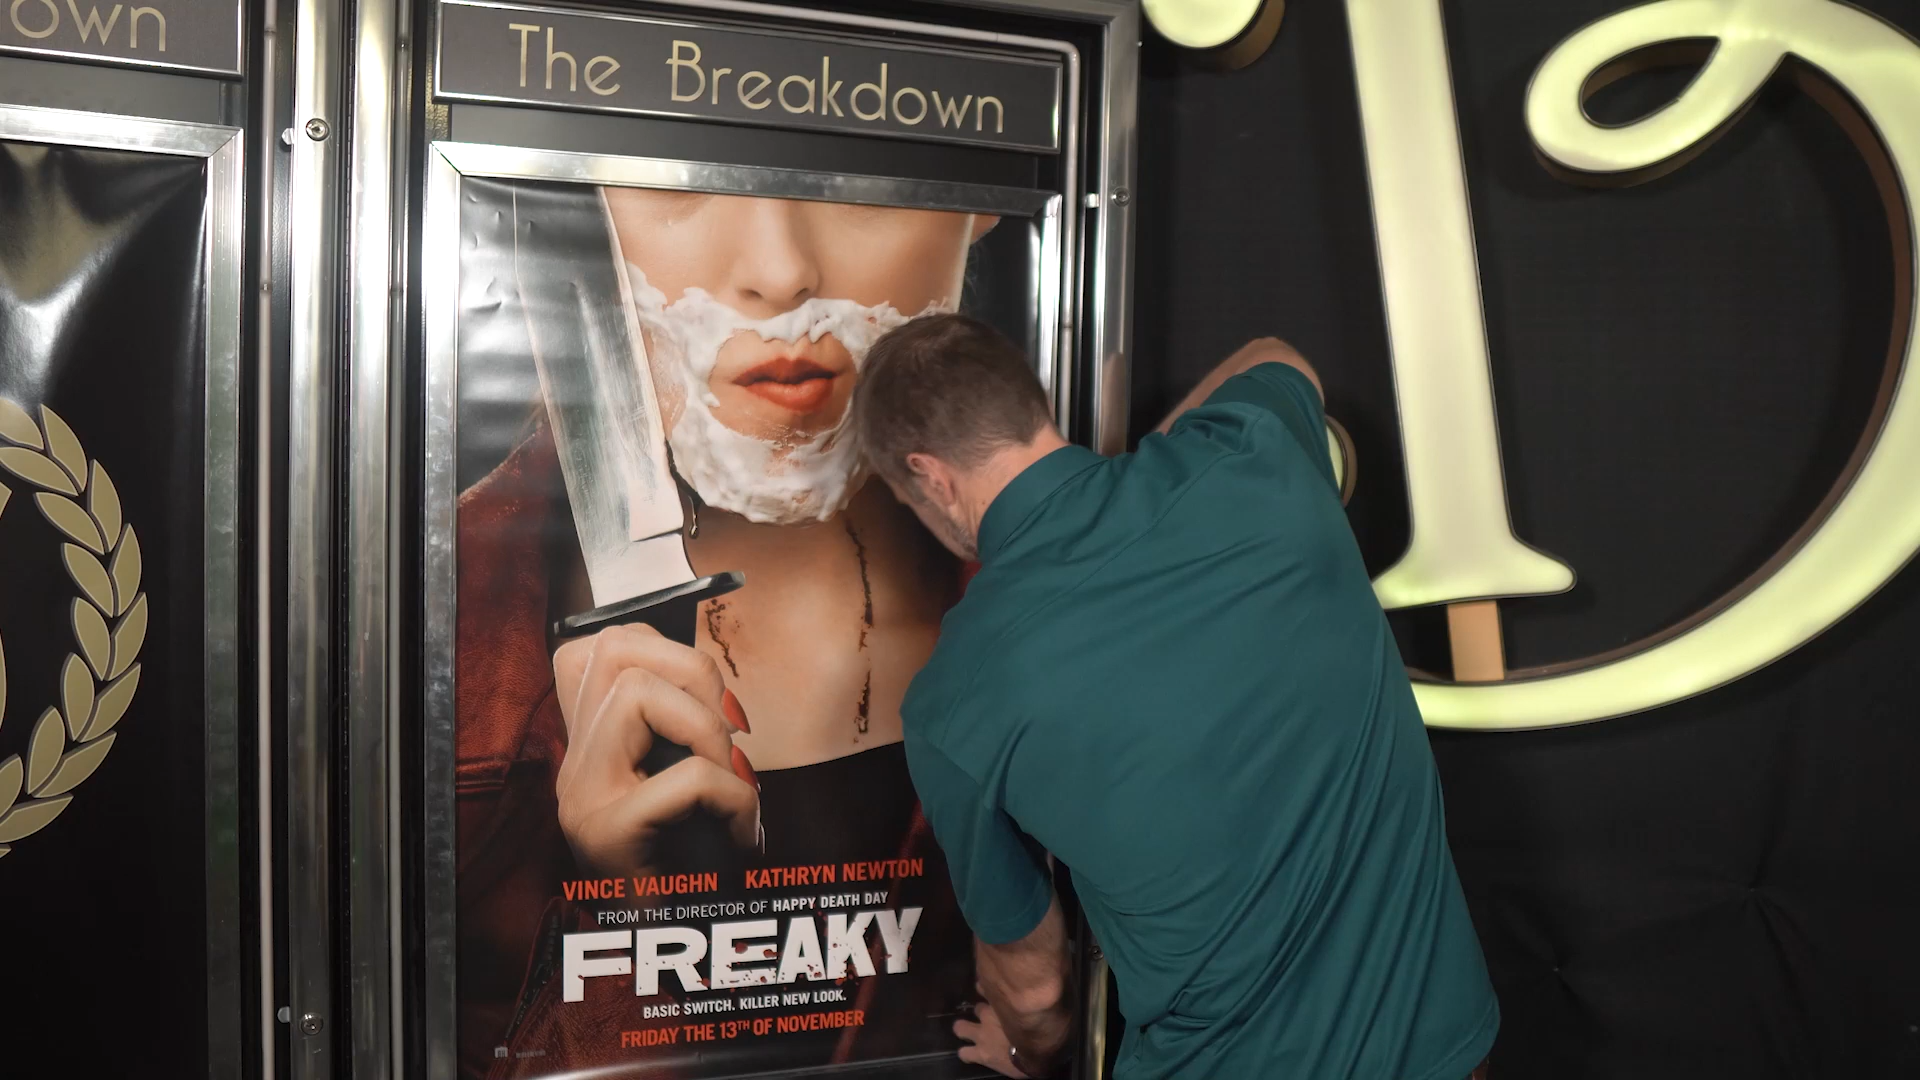 own
The Breakdown
VINCE VAUGHN KATHRYN NEWTON
FROM THE DIRECTOR OF HAPPY DEATH DAY
FREAKY
BASIC SWITCH. KILLER NEW LOOK.
FRIDAY THE 13TH OF NOVEMBER